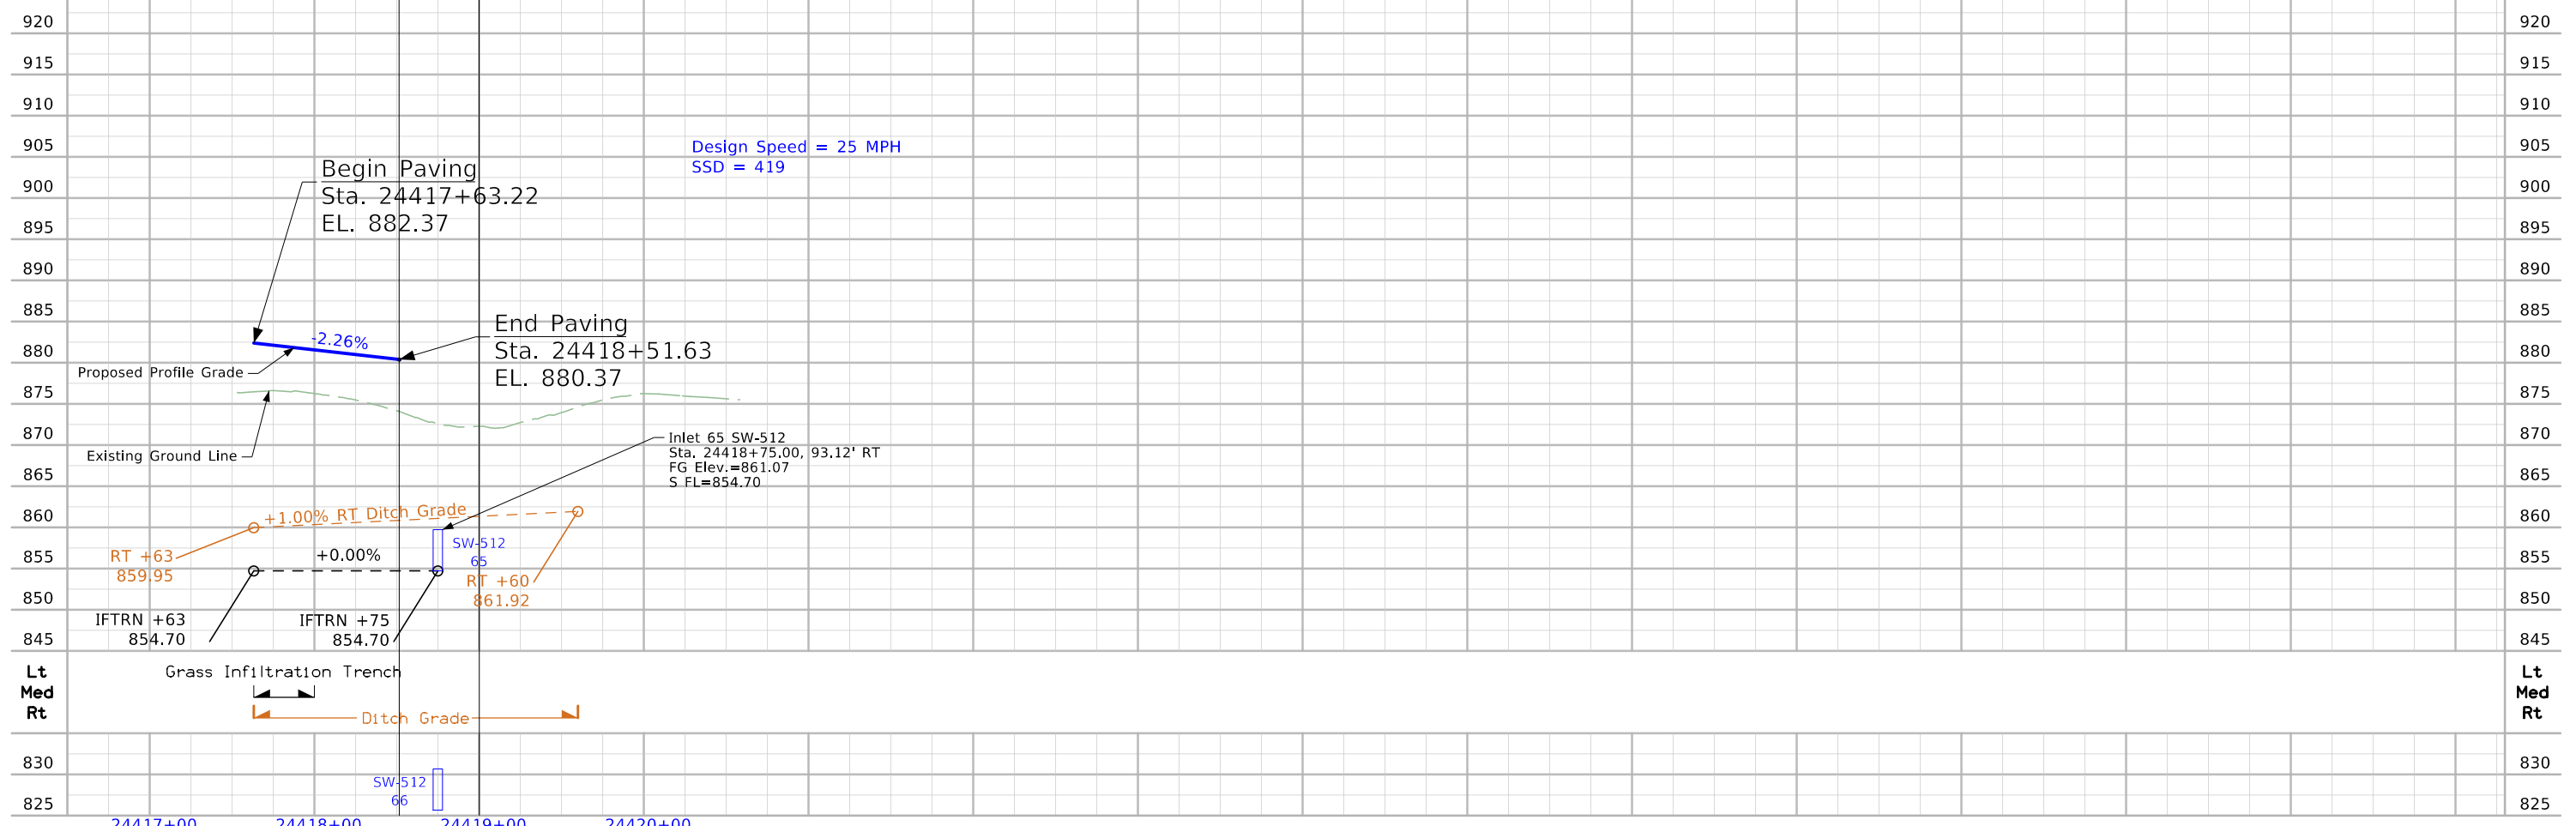 920 920
915 915
910 910
905 905
900 900
895 895
890 890
885 885
880 880
875 875
870 870
865 865
860 860
855 855
850 850
845 845
Design Speed = 25 MPH
SSD = 419
Begin Paving
Sta. 24417+63.22
EL. 882.37
-2.26%
End Paving
Sta. 24418+51.63
EL. 880.37
Proposed Profile Grade
Existing Ground Line
Inlet 65 SW-512
Sta. 24418+75.00, 93.12' RT
FG Elev.=861.07
S FL=854.70
+1.00% RT Ditch Grade
RT +63
859.95
+0.00%
SW-512
65
RT +60
861.92
IFTRN +63
854.70
IFTRN +75
854.70
Lt Lt
Med Med
Rt Rt
Grass Infiltration Trench
Ditch Grade
830 830
825 825
SW-512
66
24417+00 24418+00 24419+00 24420+00